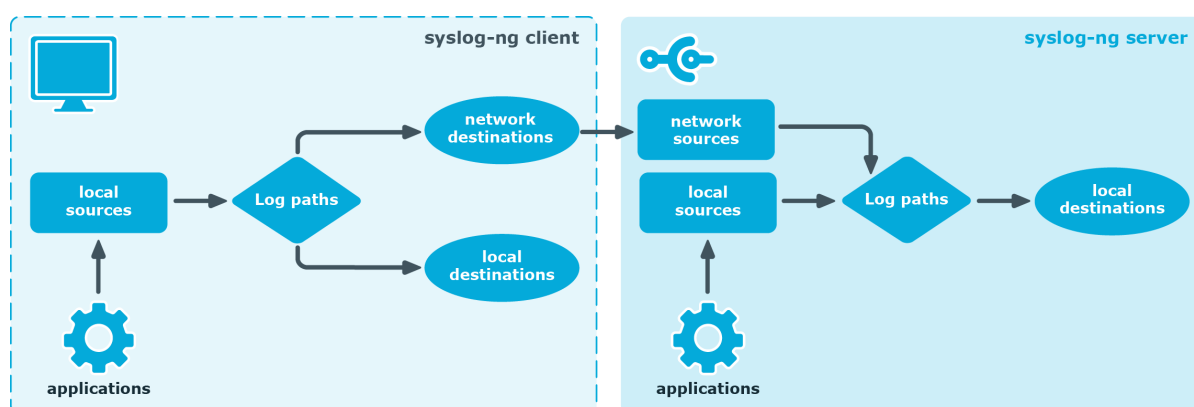 syslog-ng client
network
destinations
local
sources
Log paths
local
destinations
applications
syslog-ng server
network
sources
local
sources
Log paths
local
destinations
applications